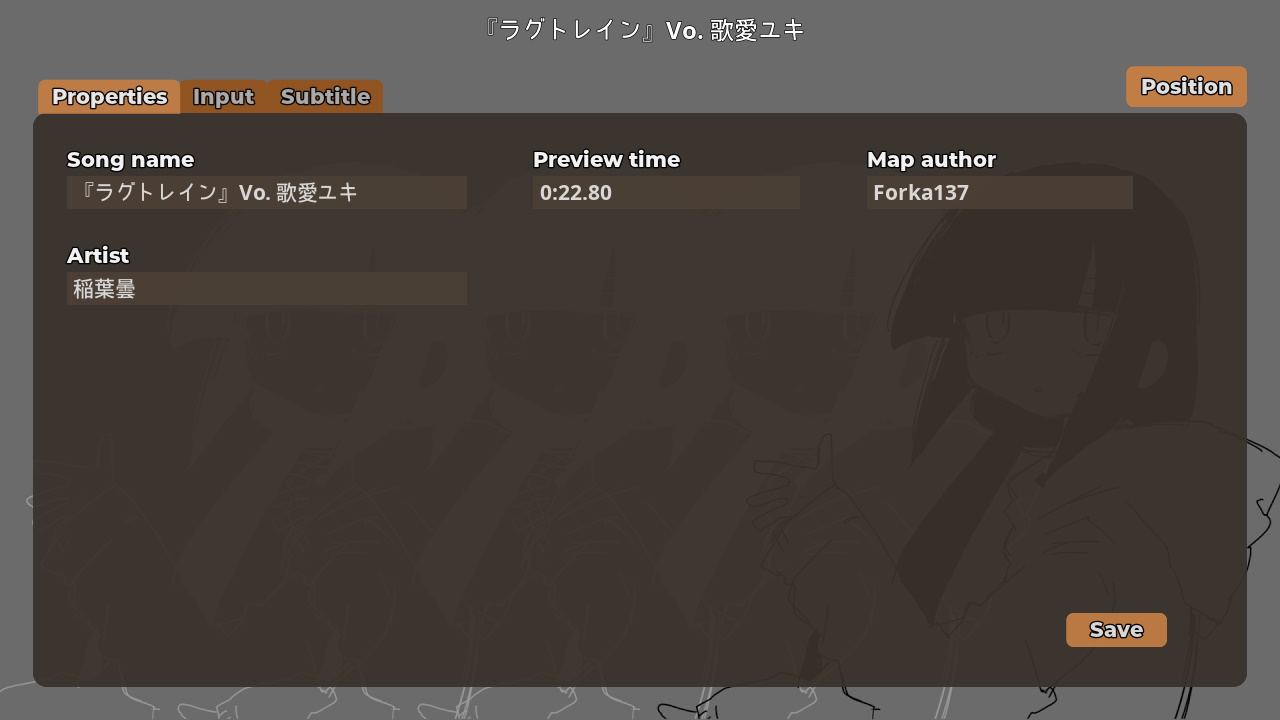 『ラグトレイン』Vo. 歌愛ユキ
Properties Input Subtitle Position
Song name Preview time Map author
『ラグトレイン』Vo. 歌愛ユキ 0:22.80 Forka137
Artist
稲葉曇
Save